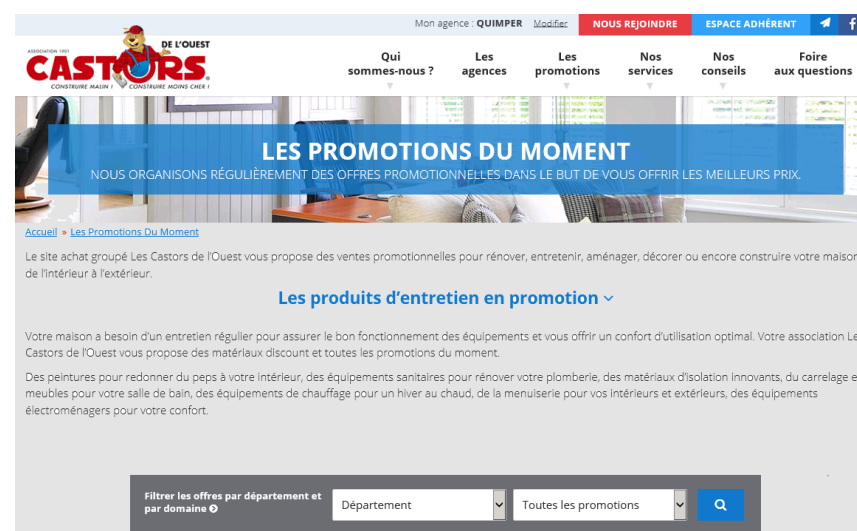 Mon agence : QUIMPER Modifier NOUS REJOINDRE ESPACE ADHÉRENT
ASSOCIATION 1901 DE L'OUEST
CASTORS
CONSTRUIRE MALIN ! CONSTRUIRE MOINS CHER !
Qui sommes-nous ?
Les agences
Les promotions
Nos services
Nos conseils
Foire aux questions
LES PROMOTIONS DU MOMENT
NOUS ORGANISONS RÉGULIÈREMENT DES OFFRES PROMOTIONNELLES DANS LE BUT DE VOUS OFFRIR LES MEILLEURS PRIX.
Accueil » Les Promotions Du Moment
Le site achat groupé Les Castors de l'Ouest vous propose des ventes promotionnelles pour rénover, entretenir, aménager, décorer ou encore construire votre maison
de l'intérieur à l'extérieur.
Les produits d'entretien en promotion
Votre maison a besoin d'un entretien régulier pour assurer le bon fonctionnement des équipements et vous offrir un confort d'utilisation optimal. Votre association Le
Castors de l'Ouest vous propose des matériaux discount et toutes les promotions du moment.
Des peintures pour redonner du peps à votre intérieur, des équipements sanitaires pour rénover votre plomberie, des matériaux d'isolation innovants, du carrelage e
meubles pour votre salle de bain, des équipements de chauffage pour un hiver au chaud, de la menuiserie pour vos intérieurs et extérieurs, des équipements
électroménagers pour votre confort.
Filtrer les offres par département et
par domaine
Département
Toutes les promotions